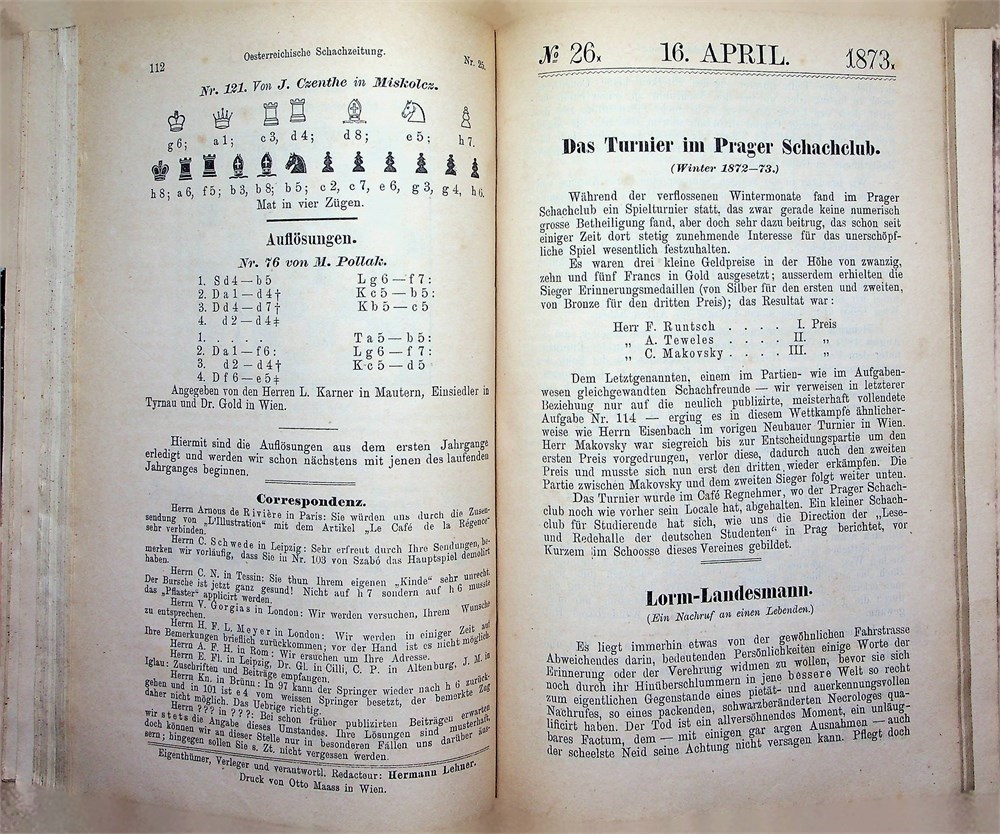 112
Oesterreichische Schachzeitung.
Nr. 25.
Nr. 121. Von J. Czenthe in Miskolcz.
g6; a1; c3, d4; d8; e5; h7.
h8; a6, f5; b3, b8; b5; c2, c7, e6, g3, g4, h6.
Mat in vier Zügen.
Auflösungen.
Nr. 76 von M. Pollak.
1. Sd4—b5 Lg6—f7:
2. Da1—d4† Kc5—b5:
3. Dd4—d7† Kb5—c5
4. d2—d4‡
1. . . . . . Ta5—b5:
2. Da1—f6: Lg6—f7:
3. d2—d4† Kc5—d5
4. Df6—e5‡
Angegeben von den Herren L. Karner in Mautern, Einsiedler in
Tyrnau und Dr. Gold in Wien.
Hiermit sind die Auflösungen aus dem ersten Jahrgange
erledigt und werden wir schon nächstens mit jenen des laufenden
Jahrganges beginnen.
Correspondenz.
Herrn Arnous de Rivière in Paris: Sie würden uns durch die Zusen-
sendung von „L'Illustration“ mit dem Artikel „Le Café de la Régence“
sehr verbinden.
Herrn C. Schwede in Leipzig: Sehr erfreut durch Ihre Sendungen, be-
merken wir vorläufig, dass Sie in Nr. 103 von Szabó das Hauptspiel demolirt
haben.
Herrn C. N. in Tessin: Sie thun Ihrem eigenen „Kinde“ sehr unrecht.
Der Bursche ist jetzt ganz gesund! Nicht auf h7 sondern auf h6 musste
das „Pflaster“ applicirt werden.
Herrn V. Gorgias in London: Wir werden versuchen, Ihrem Wunsche
zu entsprechen.
Herrn H. F. L. Meyer in London: Wir werden in einiger Zeit auf
Ihre Bemerkungen brieflich zurückkommen; vor der Hand ist es nicht möglich.
Herrn A. F. H. in Rom: Wir ersuchen um Ihre Adresse.
Herrn E. Fl. in Leipzig, Dr. Gl. in Cilli, C. P. in Altenburg, J. M. in
Iglau: Zuschriften und Beiträge empfangen.
Herrn Kn. in Brünn: In 97 kann der Springer wieder nach h6 zurück-
gehen und in 101 ist e4 vom weissen Springer besetzt, der bemerkte Zug
daher nicht möglich. Das Uebrige richtig.
Herrn ??? in ???: Bei schon früher publizirten Beiträgen erwarten
wir stets die Angabe dieses Umstandes. Ihre Lösungen sind musterhaft,
doch können wir an dieser Stelle nur in besonderen Fällen uns darüber äus-
sern; hingegen sollen Sie s. Zt. nicht vergessen werden.
Eigenthümer, Verleger und verantwortl. Redacteur: Hermann Lehner.
Druck von Otto Maass in Wien.
№ 26. 16. APRIL. 1873.
Das Turnier im Prager Schachclub.
(Winter 1872—73.)
Während der verflossenen Wintermonate fand im Prager
Schachclub ein Spielturnier statt, das zwar gerade keine numerisch
grosse Betheiligung fand, aber doch sehr dazu beitrug, das schon seit
einiger Zeit dort stetig zunehmende Interesse für das unerschöpf-
liche Spiel wesentlich festzuhalten.
Es waren drei kleine Geldpreise in der Höhe von zwanzig,
zehn und fünf Francs in Gold ausgesetzt; ausserdem erhielten die
Sieger Erinnerungsmedaillen (von Silber für den ersten und zweiten,
von Bronze für den dritten Preis); das Resultat war:
Herr F. Runtsch . . . . I. Preis
„ A. Teweles . . . . II. „
„ C. Makovsky . . . . III. „
Dem Letztgenannten, einem im Partien- wie im Aufgaben-
wesen gleichgewandten Schachfreunde — wir verweisen in letzterer
Beziehung nur auf die neulich publizirte, meisterhaft vollendete
Aufgabe Nr. 114 — erging es in diesem Wettkampfe ähnlicher-
weise wie Herrn Eisenbach im vorigen Neubauer Turnier in Wien.
Herr Makovsky war siegreich bis zur Entscheidungspartie um den
ersten Preis vorgedrungen, verlor diese, dadurch auch den zweiten
Preis und musste sich nun erst den dritten wieder erkämpfen. Die
Partie zwischen Makovsky und dem zweiten Sieger folgt weiter unten.
Das Turnier wurde im Café Regnehmer, wo der Prager Schach-
club noch wie vorher sein Locale hat, abgehalten. Ein kleiner Schach-
club für Studierende hat sich, wie uns die Direction der „Lese-
und Redehalle der deutschen Studenten“ in Prag berichtet, vor
Kurzem im Schoosse dieses Vereines gebildet.
Lorm-Landesmann.
(Ein Nachruf an einen Lebenden.)
Es liegt immerhin etwas von der gewöhnlichen Fahrstrasse
Abweichendes darin, bedeutenden Persönlichkeiten einige Worte der
Erinnerung oder der Verehrung widmen zu wollen, bevor sie sich
noch durch ihr Hinüberschlummern in jene bessere Welt so recht
zum eigentlichen Gegenstande eines pietät- und anerkennungsvollen
Nachrufes, so eines packenden, schwarzberänderten Necrologes qua-
lificirt haben. Der Tod ist ein allversöhnendes Moment, ein unläug-
bares Factum, dem — mit einigen gar argen Ausnahmen — auch
der scheelste Neid seine Achtung nicht versagen kann. Pflegt doch